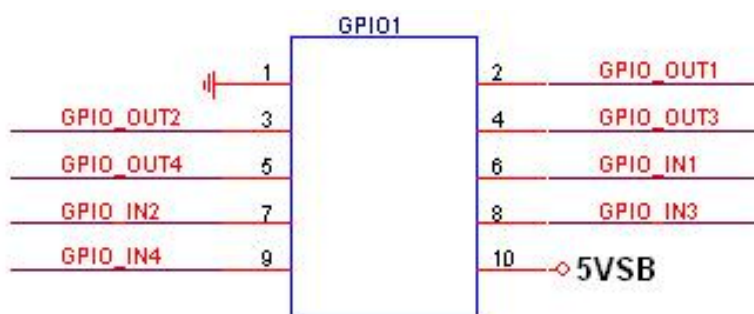 GPIO1
1 2 GPIO_OUT1
GPIO_OUT2 3 4 GPIO_OUT3
GPIO_OUT4 5 6 GPIO_IN1
GPIO_IN2 7 8 GPIO_IN3
GPIO_IN4 9 10 5VSB